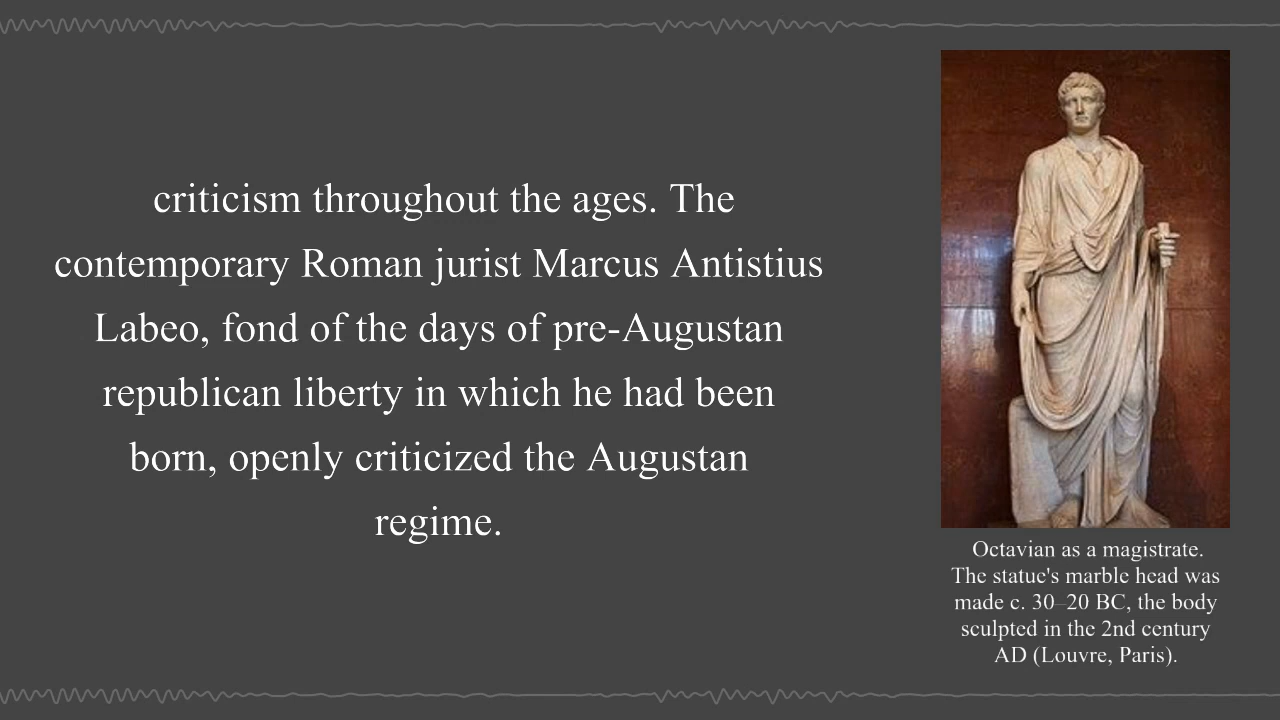 criticism throughout the ages. The
contemporary Roman jurist Marcus Antistius
Labeo, fond of the days of pre-Augustan
republican liberty in which he had been
born, openly criticized the Augustan
regime.
Octavian as a magistrate.
The statue's marble head was
made c. 30–20 BC, the body
sculpted in the 2nd century
AD (Louvre, Paris).